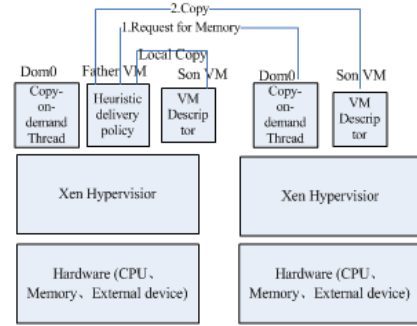 2.Copy
1.Request for Memory
Local Copy
Dom0 Father VM Son VM Dom0 Son VM
Copy-
on-
demand
Thread
Heuristic
delivery
policy
VM
Descrip
tor
Copy-
on-
demand
Thread
VM
Descrip
tor
Xen Hypervisior
Xen Hypervisior
Hardware (CPU、
Memory、External device)
Hardware (CPU、
Memory、External device)